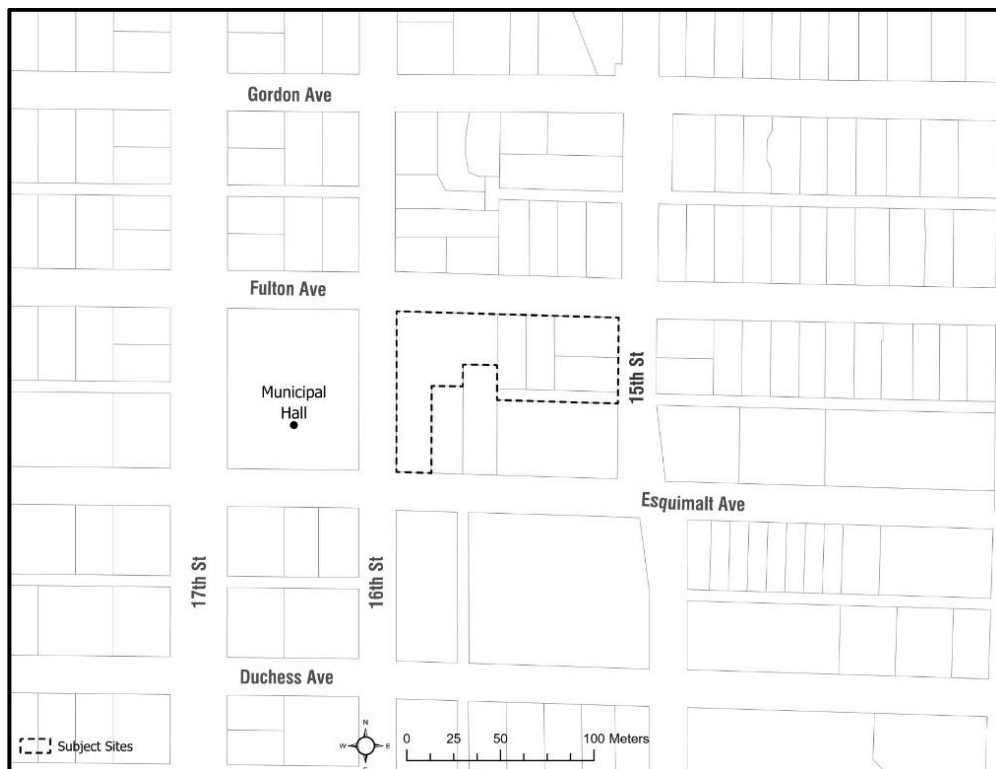 Gordon Ave
Fulton Ave
15th St
Municipal
Hall
Esquimalt Ave
17th St
16th St
Duchess Ave
Subject Sites
N
W E
S
0 25 50 100 Meters